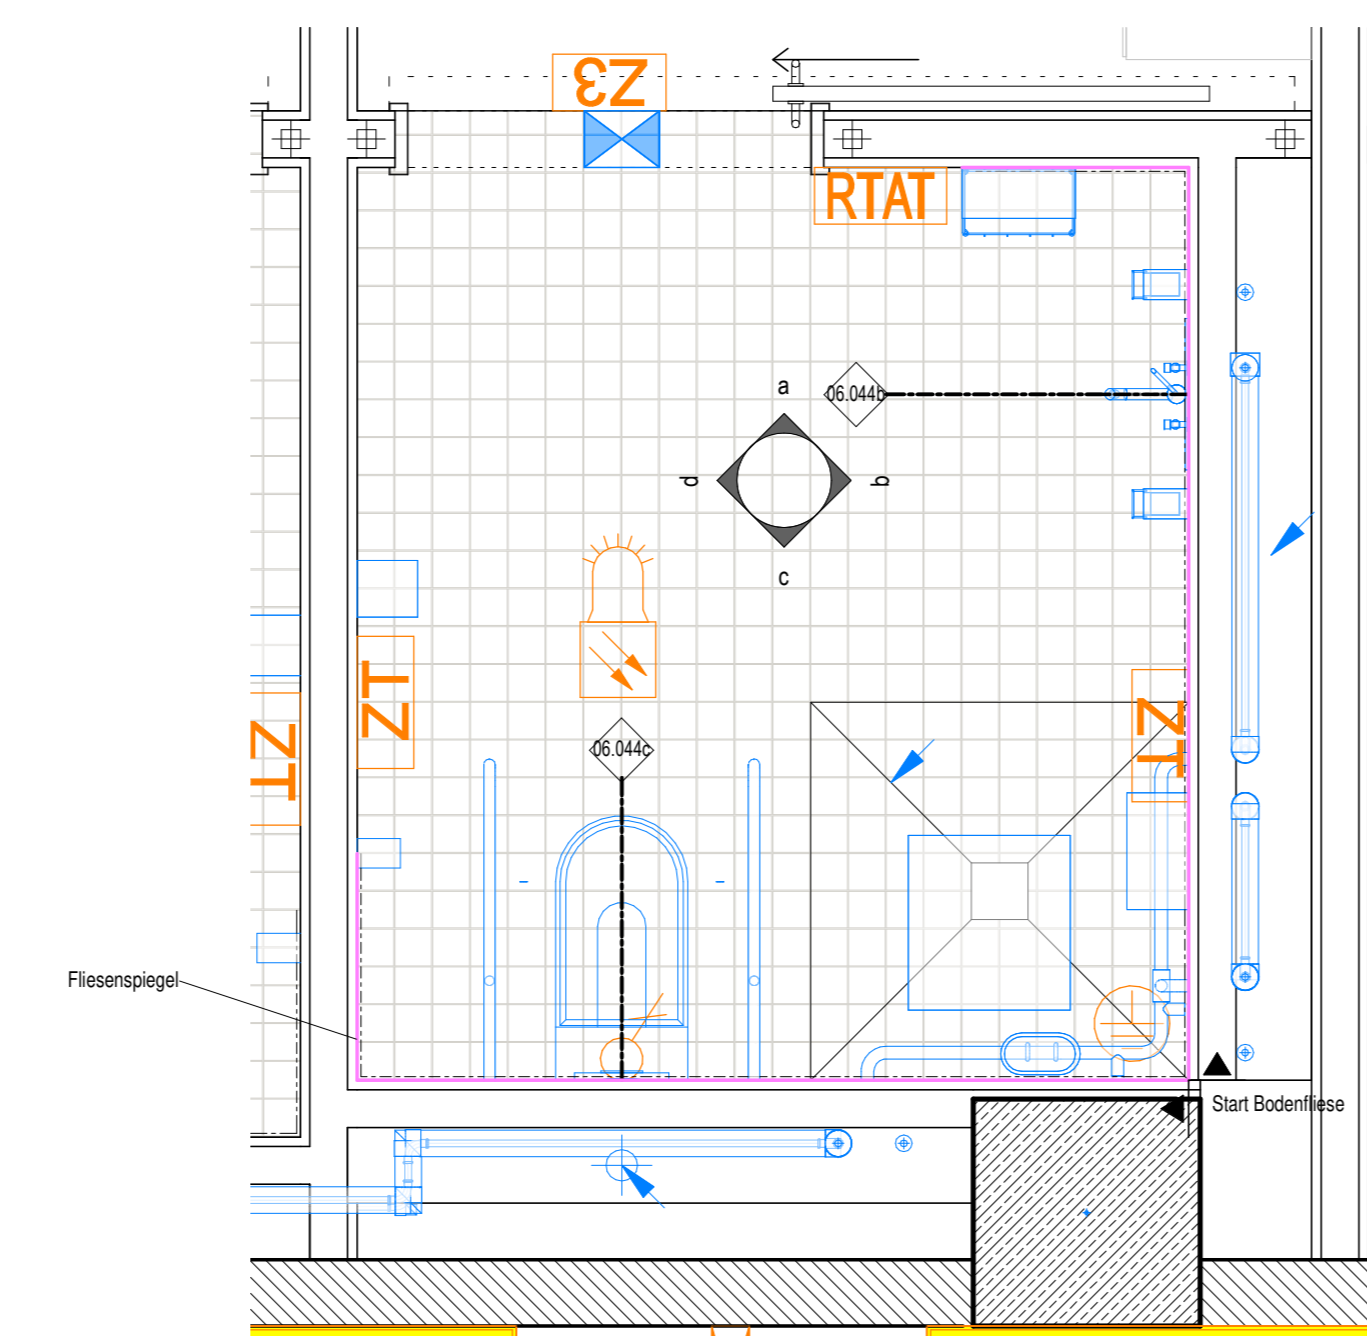 Z3
RTAT
a
06.044b
d
b
c
ZT
ZT
ZT
06.044c
Fliesenspiegel
Start Bodenfliese